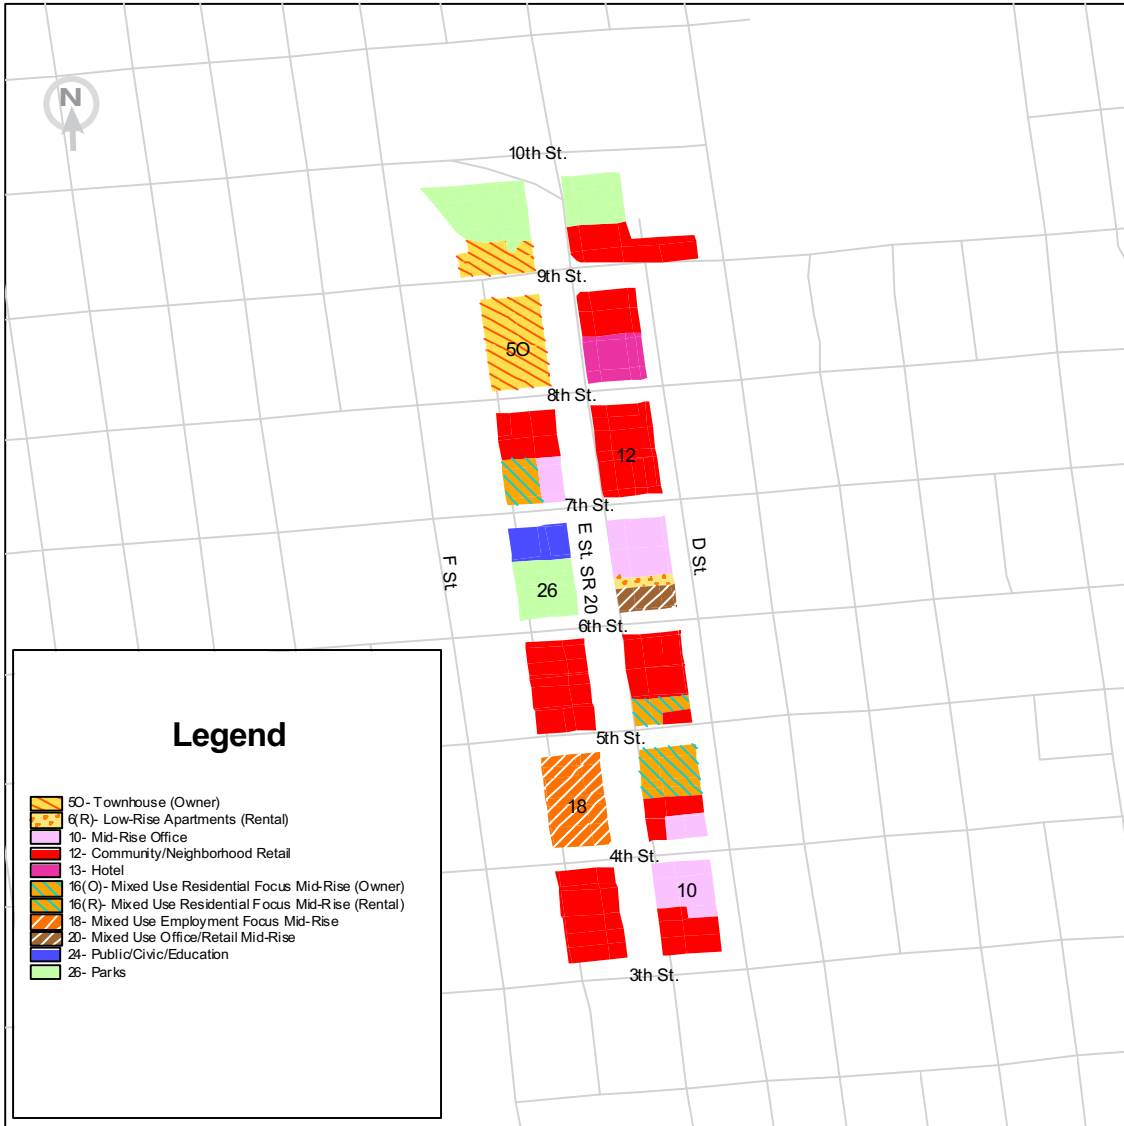 N
10th St.
9th St.
5O
8th St.
12
7th St.
E St. SR 20
F St.
D St.
26
6th St.
5th St.
18
4th St.
10
3th St.
Legend
5O- Townhouse (Owner)
6(R)- Low-Rise Apartments (Rental)
10- Mid-Rise Office
12- Community/Neighborhood Retail
13- Hotel
16(O)- Mixed Use Residential Focus Mid-Rise (Owner)
16(R)- Mixed Use Residential Focus Mid-Rise (Rental)
18- Mixed Use Employment Focus Mid-Rise
20- Mixed Use Office/Retail Mid-Rise
24- Public/Civic/Education
26- Parks